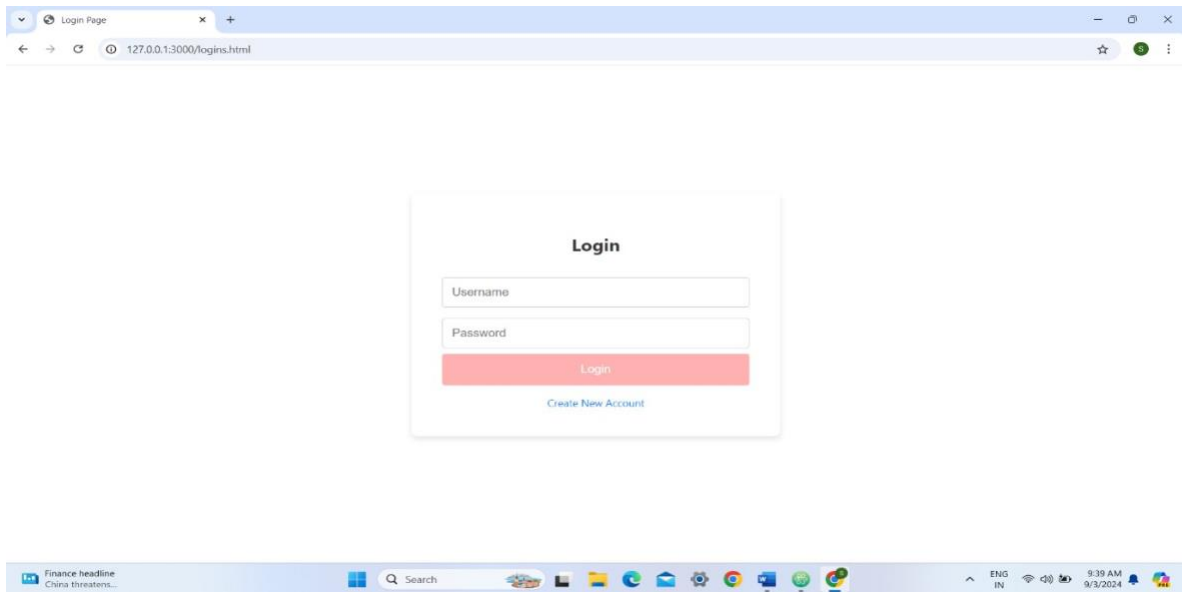 Login Page
127.0.0.1:3000/logins.html
S
Login
Username
Password
Login
Create New Account
Finance headline
China threatens...
Search
ENG
IN
9:39 AM
9/3/2024